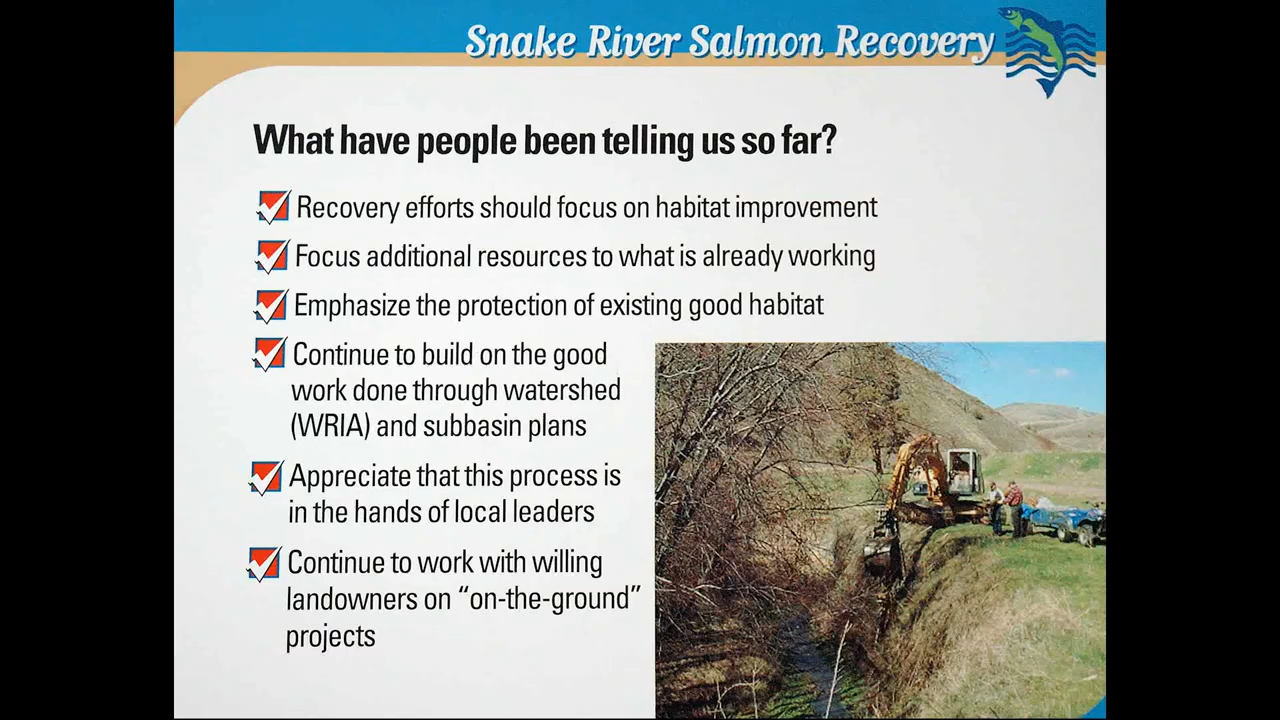 Snake River Salmon Recovery
What have people been telling us so far?
Recovery efforts should focus on habitat improvement
Focus additional resources to what is already working
Emphasize the protection of existing good habitat
Continue to build on the good
work done through watershed
(WRIA) and subbasin plans
Appreciate that this process is
in the hands of local leaders
Continue to work with willing
landowners on “on-the-ground”
projects